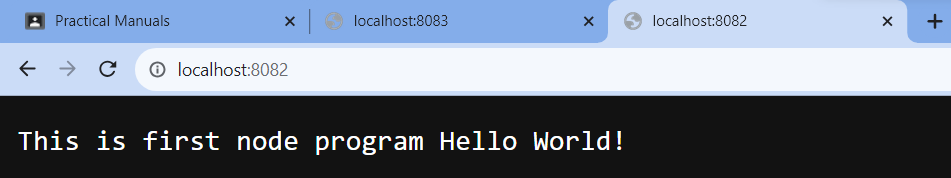 Practical Manuals
localhost:8083
localhost:8082
localhost:8082
This is first node program Hello World!